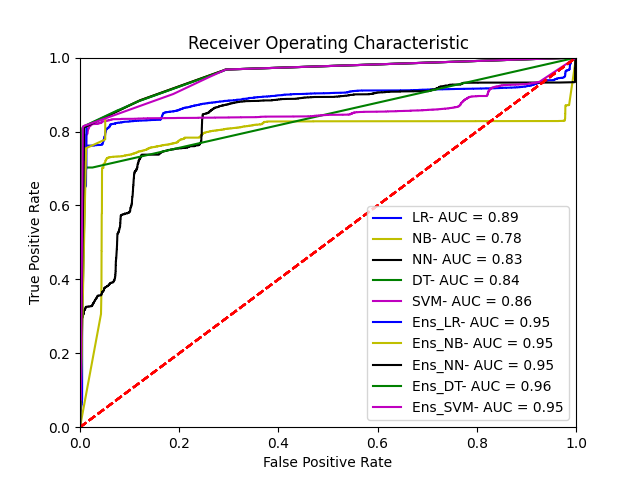 Receiver Operating Characteristic
1.0
0.8
0.6
0.4
0.2
0.0
True Positive Rate
LR- AUC = 0.89
NB- AUC = 0.78
NN- AUC = 0.83
DT- AUC = 0.84
SVM- AUC = 0.86
Ens_LR- AUC = 0.95
Ens_NB- AUC = 0.95
Ens_NN- AUC = 0.95
Ens_DT- AUC = 0.96
Ens_SVM- AUC = 0.95
0.0 0.2 0.4 0.6 0.8 1.0
False Positive Rate